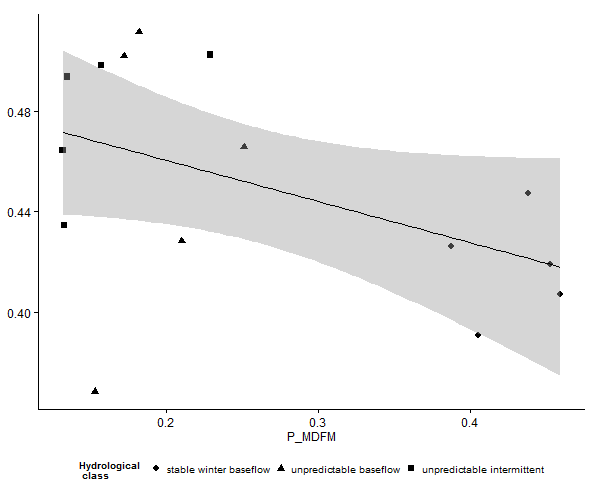 0.48
0.44
0.40
0.2 0.3 0.4
P_MDFM
Hydrological
class
stable winter baseflow unpredictable baseflow unpredictable intermittent